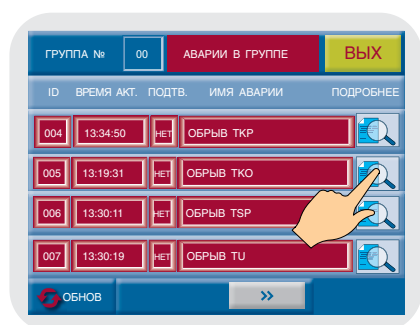 ГРУППА № 00 АВАРИИ В ГРУППЕ ВЫХ
ID ВРЕМЯ АКТ. ПОДТВ. ИМЯ АВАРИИ ПОДРОБНЕЕ
004 13:34:50 НЕТ ОБРЫВ TKP
005 13:19:31 НЕТ ОБРЫВ TKO
006 13:30:11 НЕТ ОБРЫВ TSP
007 13:30:19 НЕТ ОБРЫВ TU
ОБНОВ »